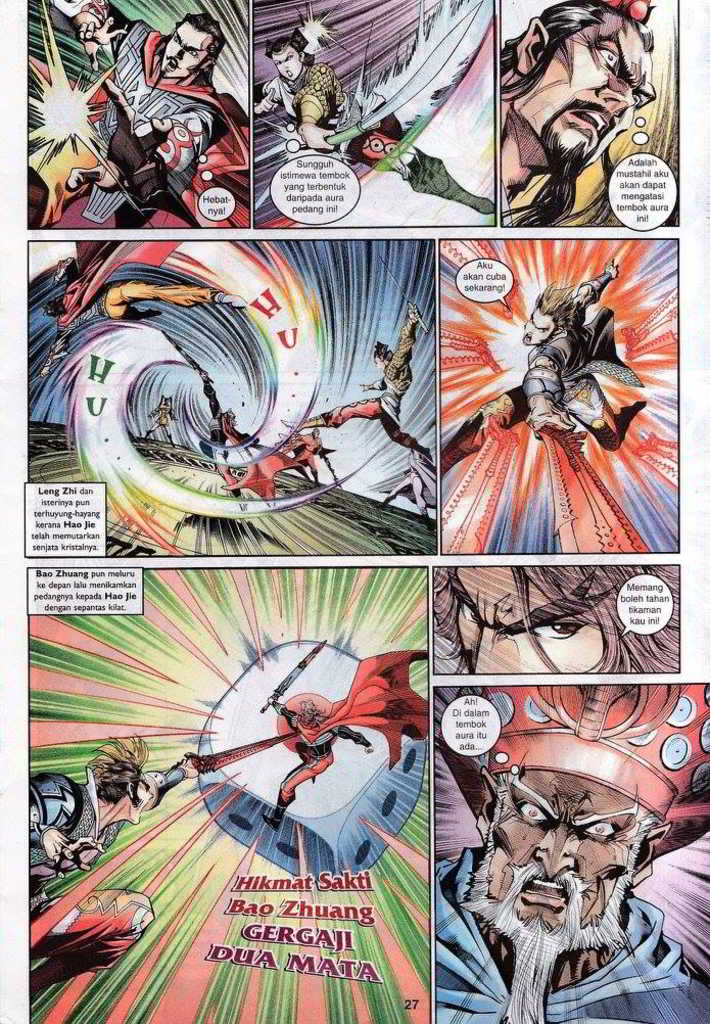 Hebat-
nya!
Sungguh
istimewa tembok
yang terbentuk
daripada aura
pedang ini!
Adalah
mustahil aku
akan dapat
mengatasi
tembok aura
ini!
HU
HU
Leng Zhi dan
isterinya pun
terhuyung-hayang
kerana Hao Jie
telah memutarkan
senjata kristalnya.
Aku
akan cuba
sekarang!
Bao Zhuang pun meluru
ke depan lalu menikamkan
pedangnya kepada Hao Jie
dengan sepantas kilat.
Hikmat Sakti
Bao Zhuang
GERGAJI
DUA MATA
Memang
boleh tahan
tikaman
kau ini!
Ah!
Di dalam
tembok
aura itu
ada...
27